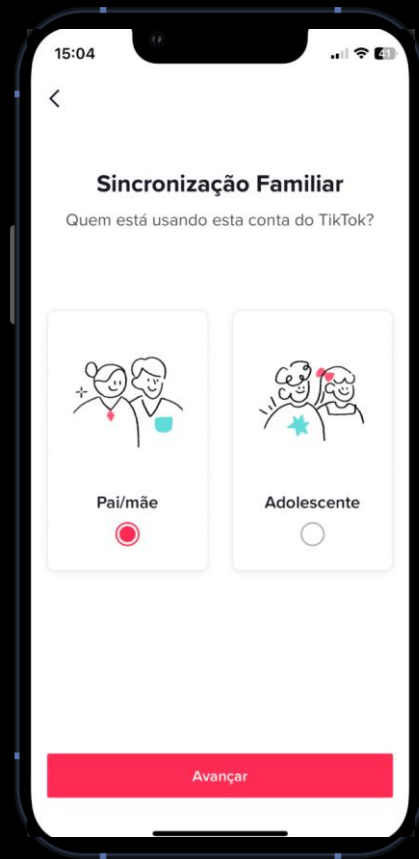 15:04
41
Sincronização Familiar
Quem está usando esta conta do TikTok?
Pai/mãe
Adolescente
Avançar